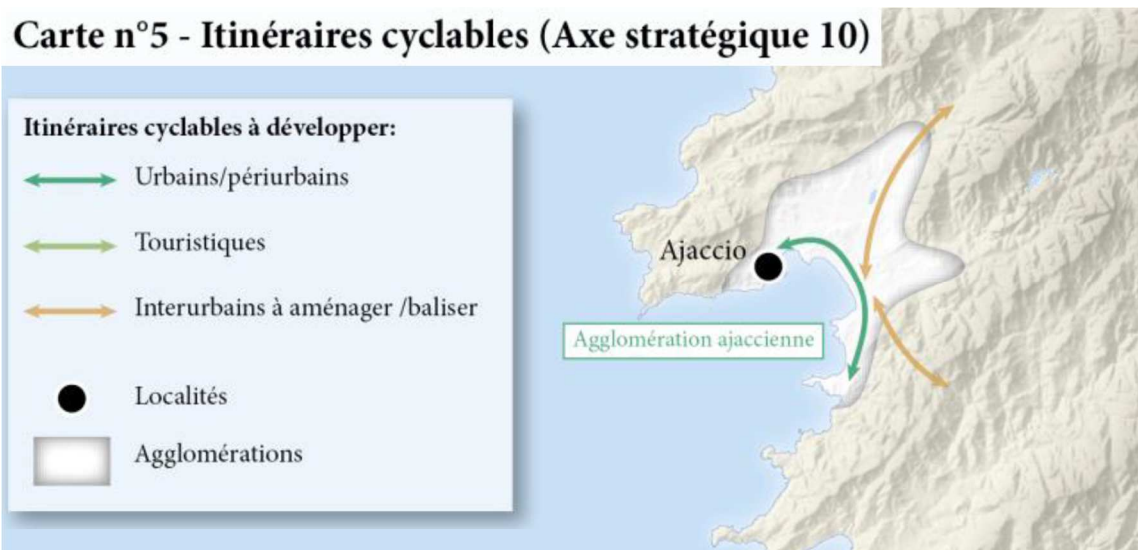 Carte n°5 - Itinéraires cyclables (Axe stratégique 10)
Itinéraires cyclables à développer:
Urbains/périurbains
Touristiques
Interurbains à aménager /baliser
Localités
Agglomérations
Ajaccio
Agglomération ajaccienne